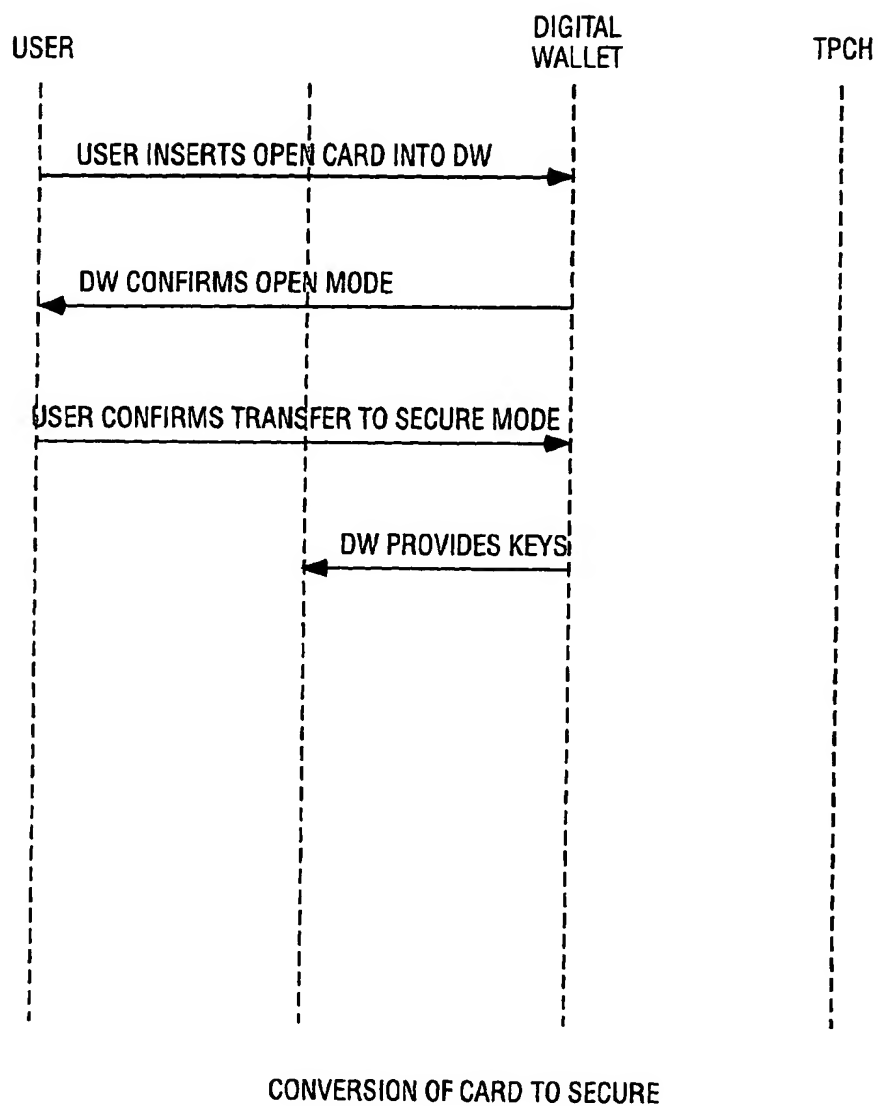 USER
DIGITAL
WALLET
TPCH
USER INSERTS OPEN CARD INTO DW
DW CONFIRMS OPEN MODE
USER CONFIRMS TRANSFER TO SECURE MODE
DW PROVIDES KEYS
CONVERSION OF CARD TO SECURE